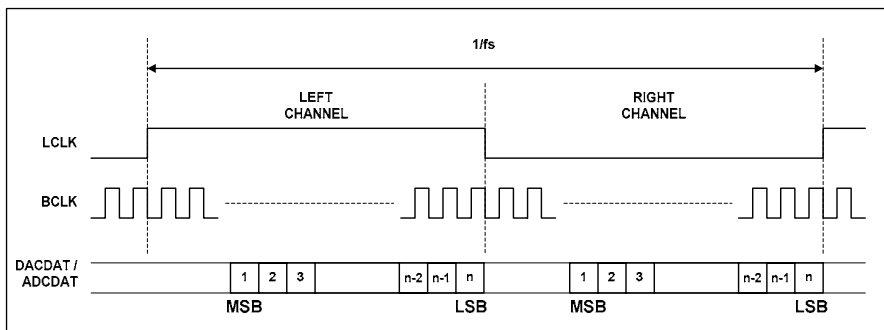 1/fs
LEFT
CHANNEL
RIGHT
CHANNEL
LCLK
BCLK
DACDAT /
ADCDAT
1 2 3 n-2 n-1 n 1 2 3 n-2 n-1 n
MSB LSB MSB LSB